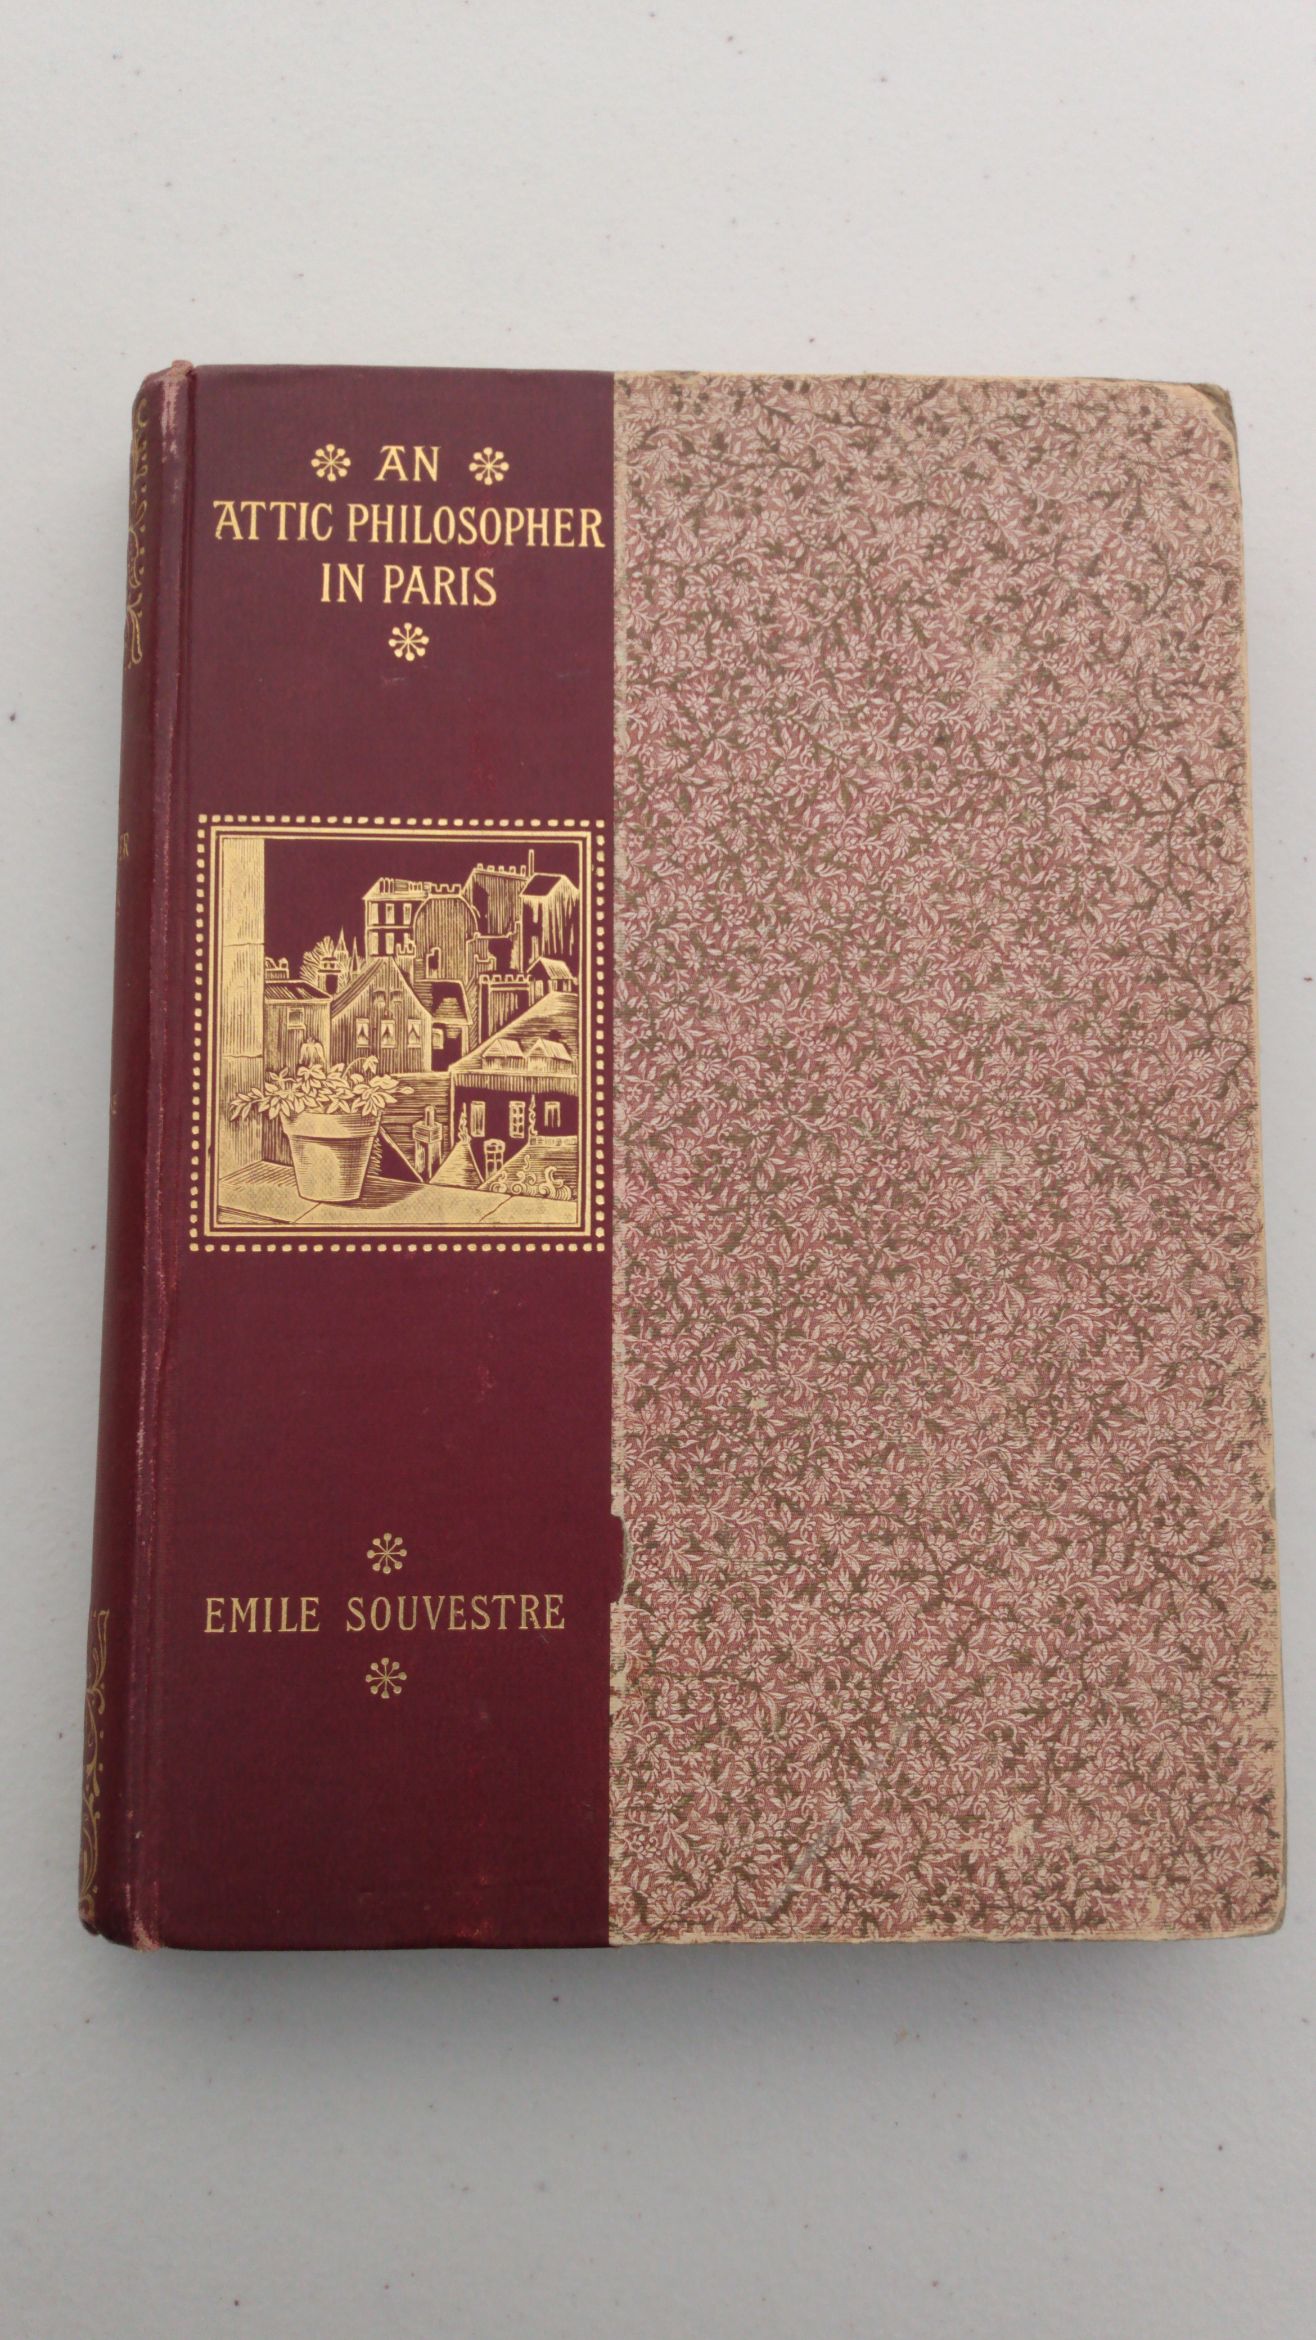 AN
ATTIC PHILOSOPHER
IN PARIS
EMILE SOUVESTRE